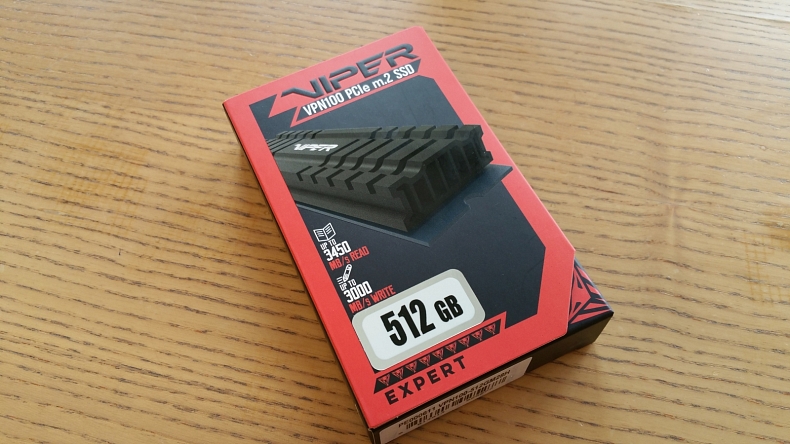 VIPER
VPN100 PCIe m.2 SSD
VIPER
UP TO
3450
MB/s READ
UP TO
3000
MB/s WRITE
512 GB
EXPERT